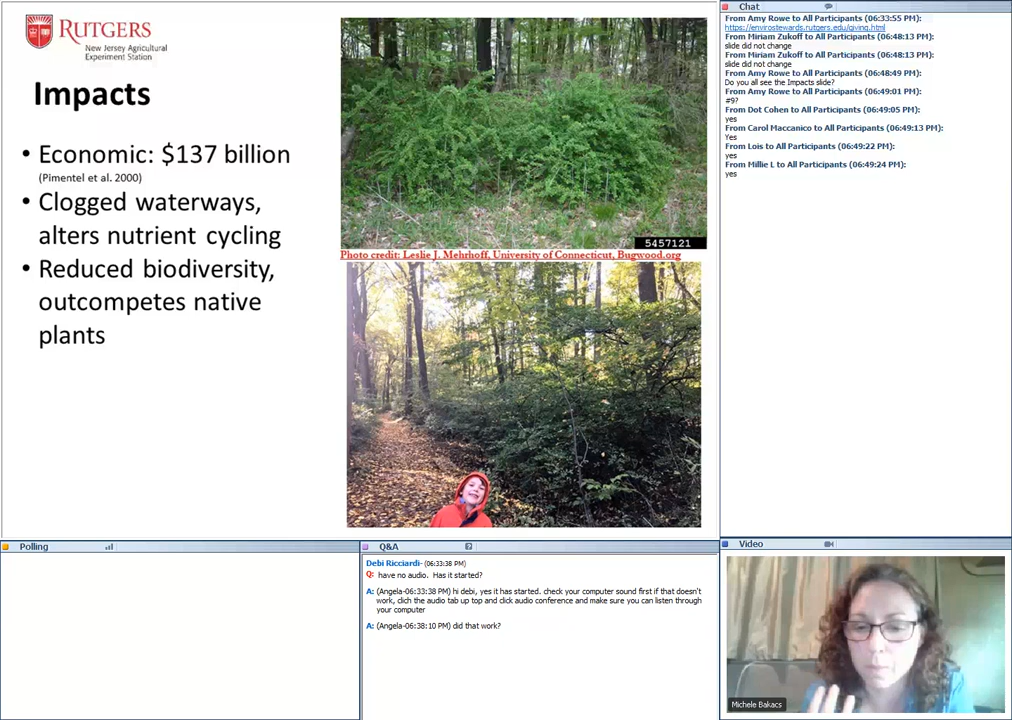 RUTGERS
New Jersey Agricultural
Experiment Station
Impacts
• Economic: $137 billion
(Pimentel et al. 2000)
• Clogged waterways,
alters nutrient cycling
• Reduced biodiversity,
outcompetes native
plants
5457121
Photo credit: Leslie J. Mehrhoff, University of Connecticut, Bugwood.org
Chat
From Amy Rowe to All Participants (06:33:55 PM):
https://envirostewards.rutgers.edu/giving.html
From Miriam Zukoff to All Participants (06:48:13 PM):
slide did not change
From Miriam Zukoff to All Participants (06:48:13 PM):
slide did not change
From Amy Rowe to All Participants (06:48:49 PM):
Do you all see the Impacts slide?
From Amy Rowe to All Participants (06:49:01 PM):
#9?
From Dot Cohen to All Participants (06:49:05 PM):
yes
From Carol Maccanico to All Participants (06:49:13 PM):
Yes
From Lois to All Participants (06:49:22 PM):
yes
From Millie L to All Participants (06:49:24 PM):
yes
Polling
Q&A
Debi Ricciardi- (06:33:38 PM)
Q: have no audio. Has it started?
A: (Angela-06:33:38 PM) hi debi, yes it has started. check your computer sound first if that doesn't
work, clich the audio tab up top and click audio conference and make sure you can listen through
your computer
A: (Angela-06:38:10 PM) did that work?
Video
Michele Bakacs